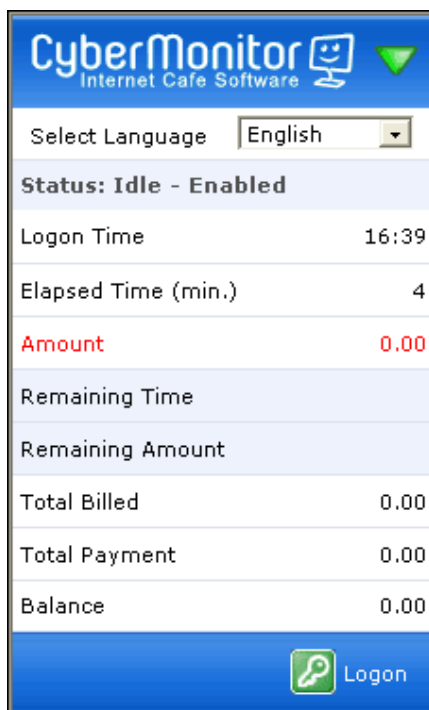 CyberMonitor
Internet Cafe Software
Select Language English
Status: Idle - Enabled
Logon Time 16:39
Elapsed Time (min.) 4
Amount 0.00
Remaining Time
Remaining Amount
Total Billed 0.00
Total Payment 0.00
Balance 0.00
Logon